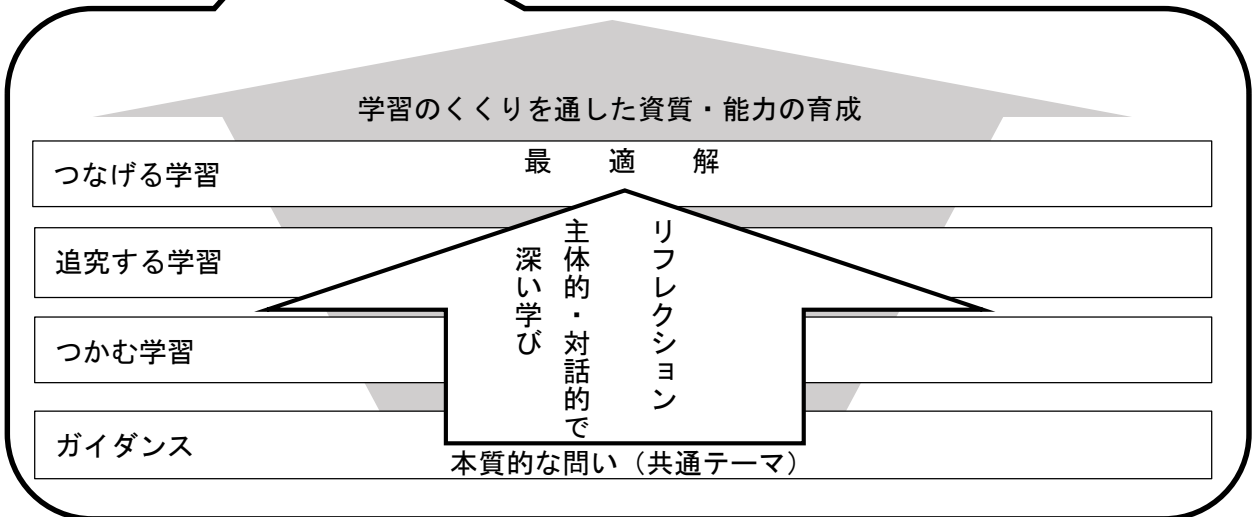 学習のくくりを通した資質・能力の育成
つなげる学習
最適解
追究する学習
つかむ学習
リフレクション
主体的・対話的で
深い学び
ガイダンス
本質的な問い（共通テーマ）